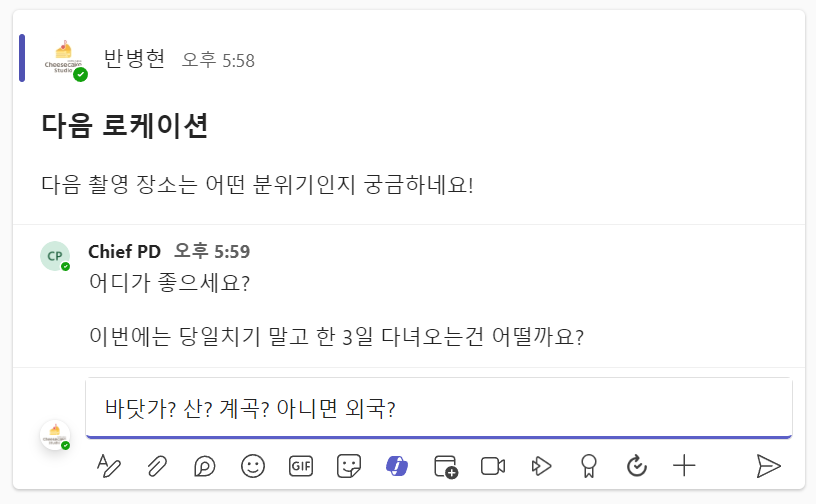 Cheesecake
Studio
반병현 오후 5:58
다음 로케이션
다음 촬영 장소는 어떤 분위기인지 궁금하네요!
CP
Chief PD 오후 5:59
어디가 좋으세요?
이번에는 당일치기 말고 한 3일 다녀오는건 어떨까요?
바닷가? 산? 계곡? 아니면 외국?
GIF